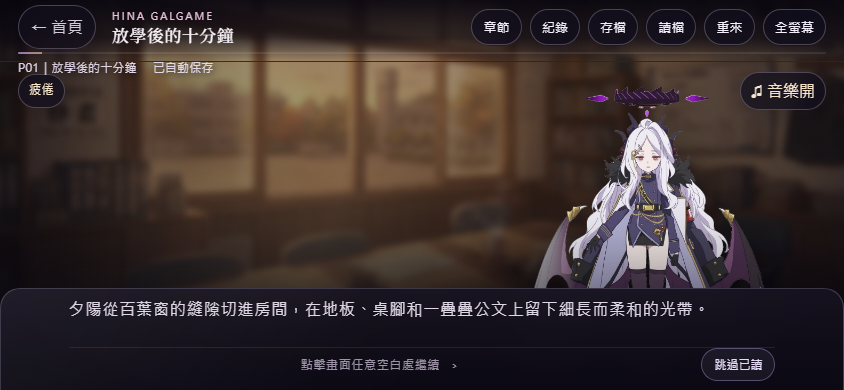 ← 首頁
HINA GALGAME
放學後的十分鐘
章節 紀錄 存檔 讀檔 重來 全螢幕
P01 | 放學後的十分鐘 已自動保存
疲倦
♫ 音樂開
夕陽從百葉窗的縫隙切進房間，在地板、桌腳和一疊疊公文上留下細長而柔和的光帶。
點擊畫面任意空白處繼續 >
跳過已讀